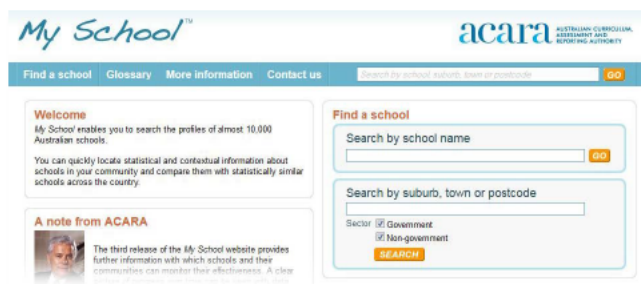 My School™
acara AUSTRALIAN CURRICULUM,
ASSESSMENT AND
REPORTING AUTHORITY
Find a school Glossary More information Contact us
Search by school, suburb, town or postcode GO
Welcome
My School enables you to search the profiles of almost 10,000
Australian schools.
You can quickly locate statistical and contextual information about
schools in your community and compare them with statistically similar
schools across the country.
A note from ACARA
The third release of the My School website provides
further information with which schools and their
communities can monitor their effectiveness. A clear
Find a school
Search by school name
GO
Search by suburb, town or postcode
Sector Government
Non-government
SEARCH